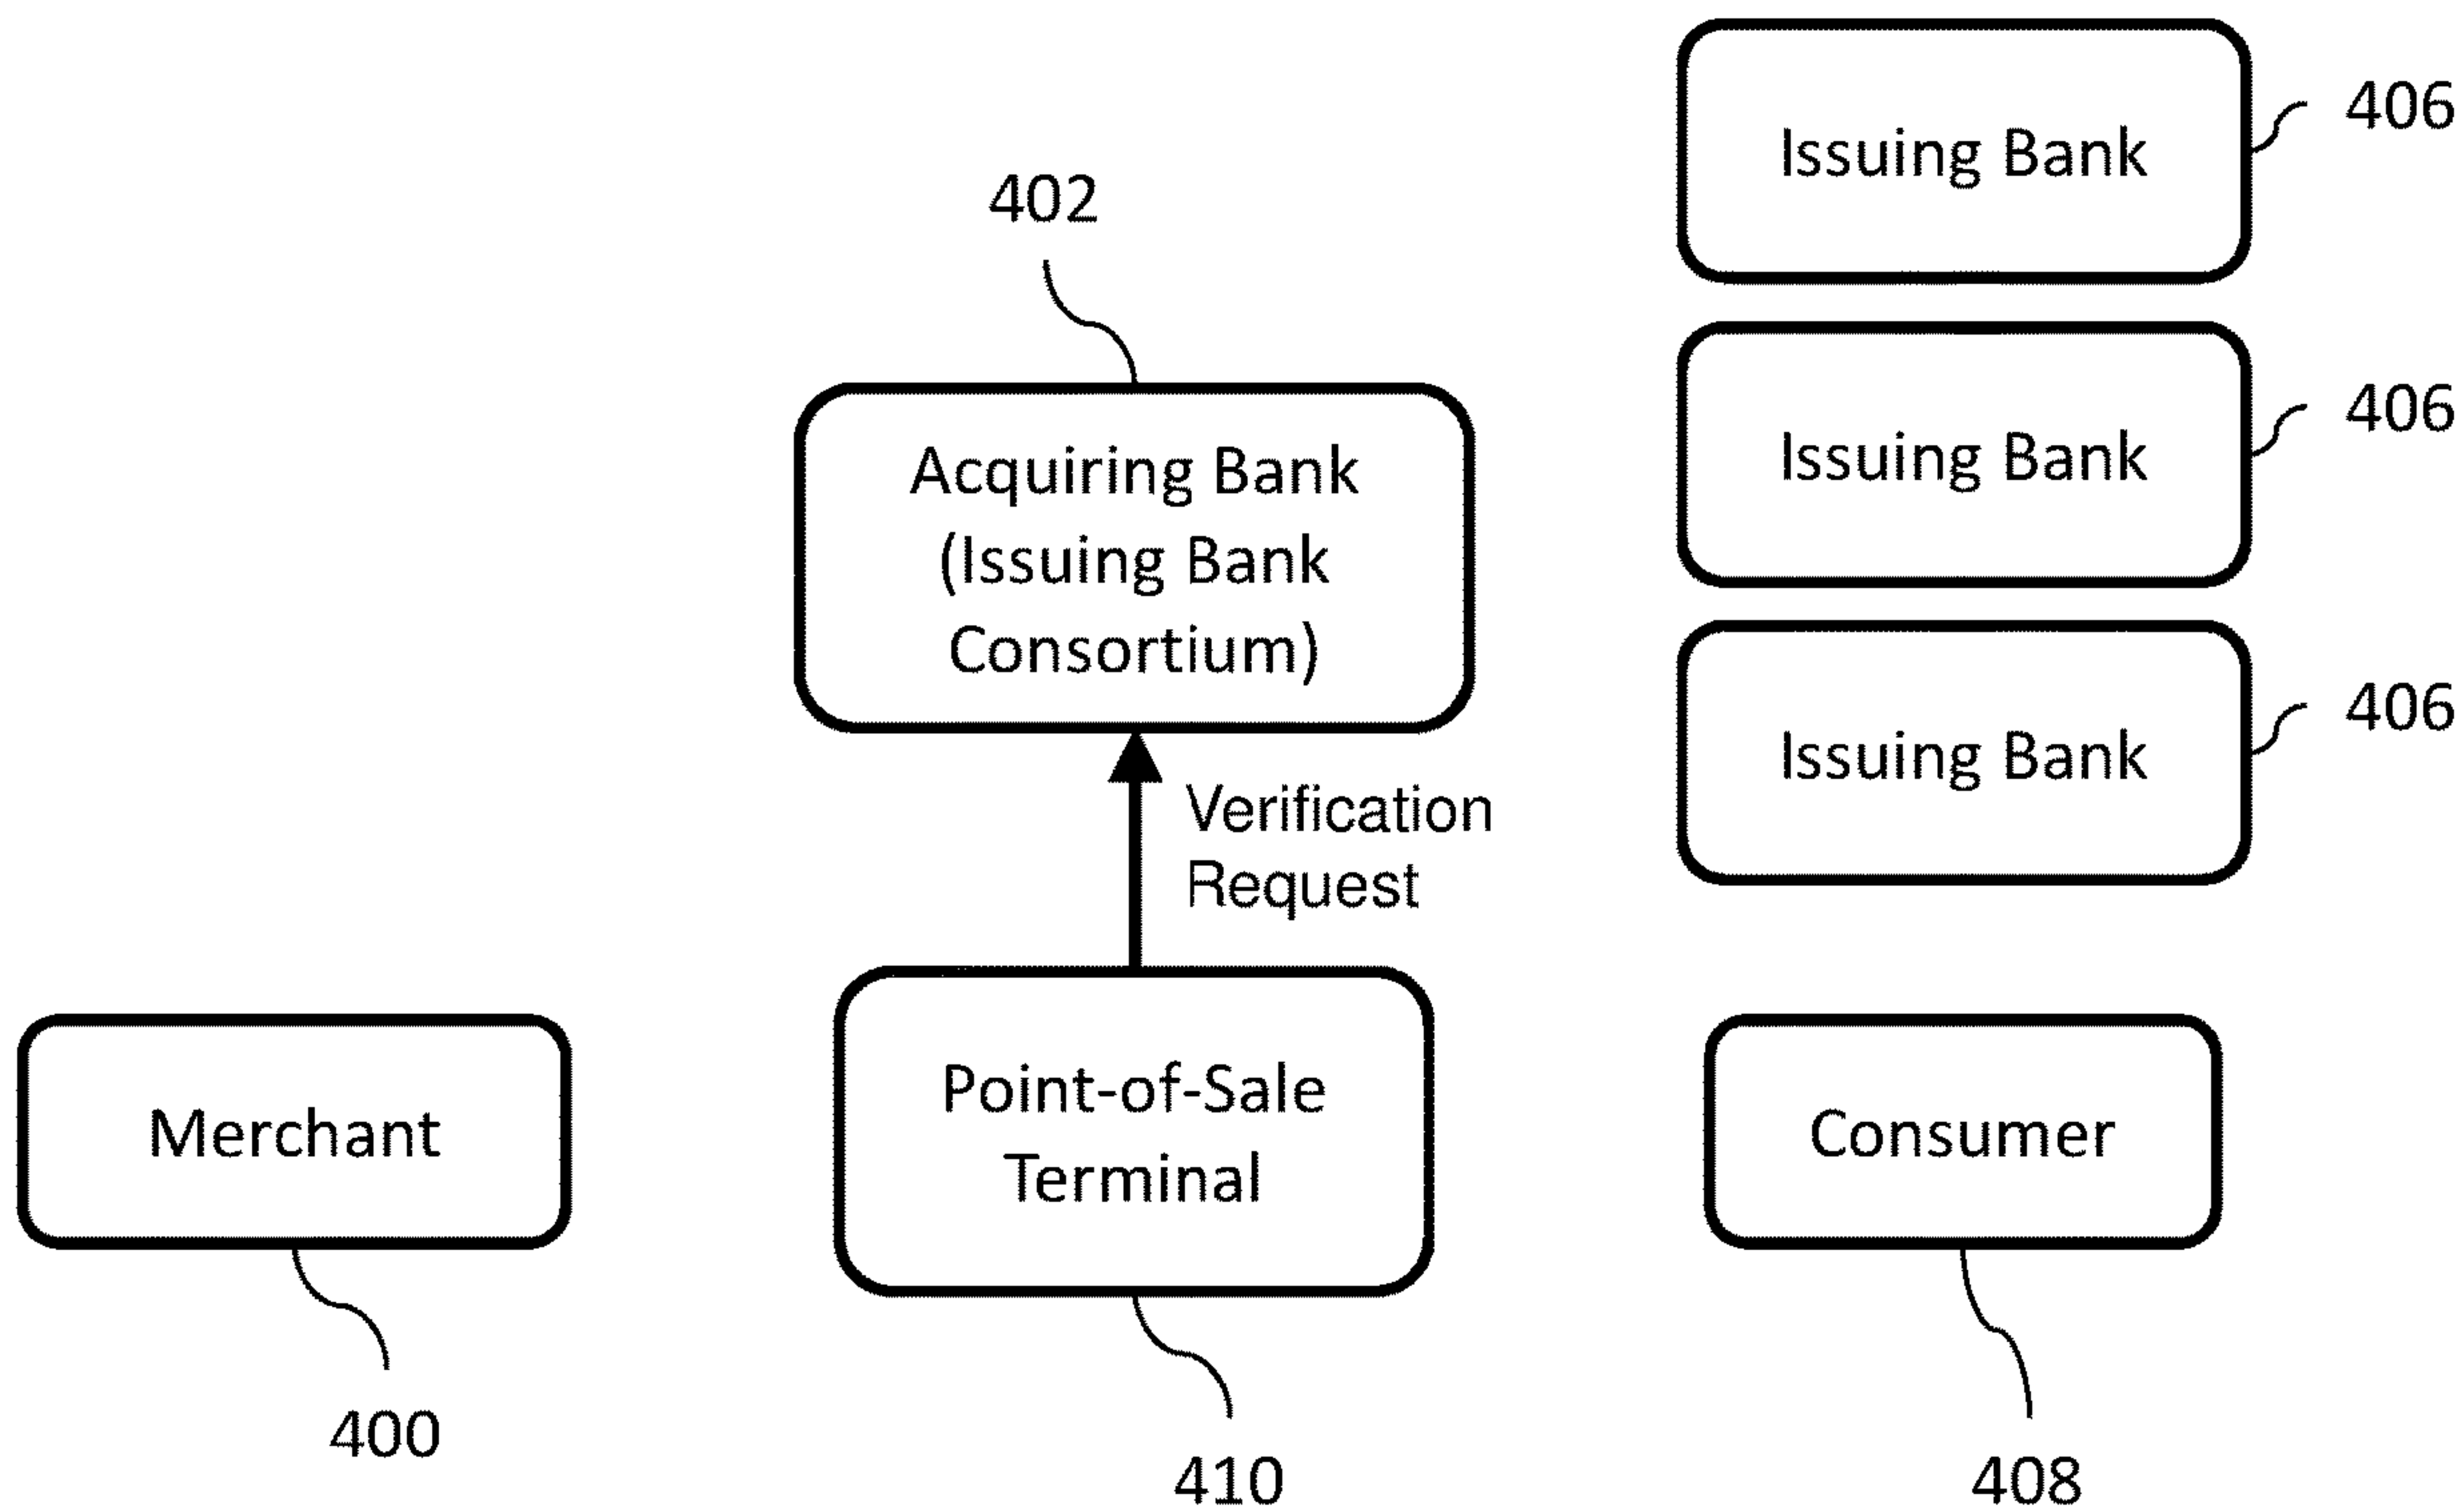 Issuing Bank
406
402
Issuing Bank
406
Acquiring Bank
(Issuing Bank
Consortium)
Issuing Bank
406
Verification
Request
Merchant
Point-of-Sale
Terminal
Consumer
400
410
408